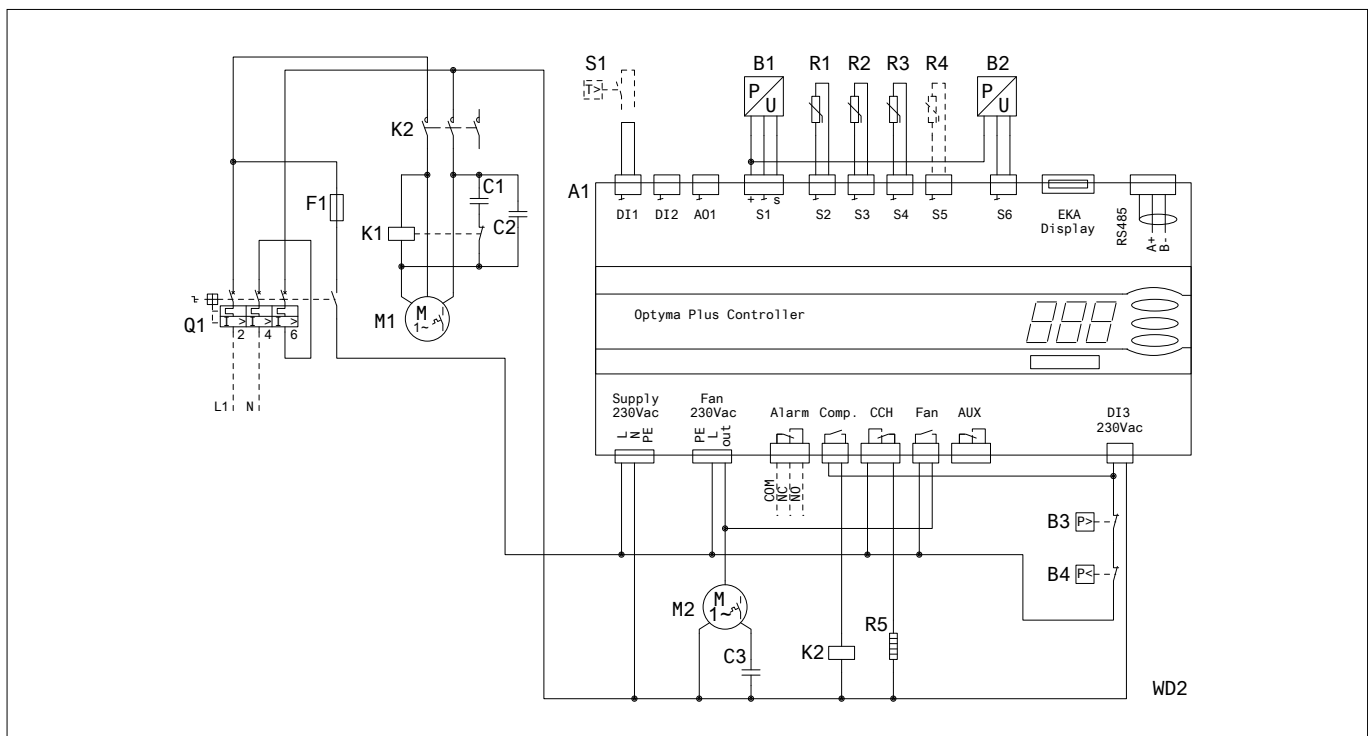 S1
B1
R1
R2
R3
R4
B2
T>
P
U
P
U
K2
C1
F1
A1
C2
K1
+ ~ s
DI1
DI2
AO1
S1
S2
S3
S4
S5
S6
EKA
Display
RS485
A+
B-
M1
M
1~
Q1
> > >
2 4 6
Optyma Plus Controller
L1 N
Supply
230Vac
Fan
230Vac
Alarm
Comp.
CCH
Fan
AUX
DI3
230Vac
L
N
PE
PE
L
out
COM
NC
NO
B3
P>
B4
P<
M2
M
1~
R5
K2
C3
WD2